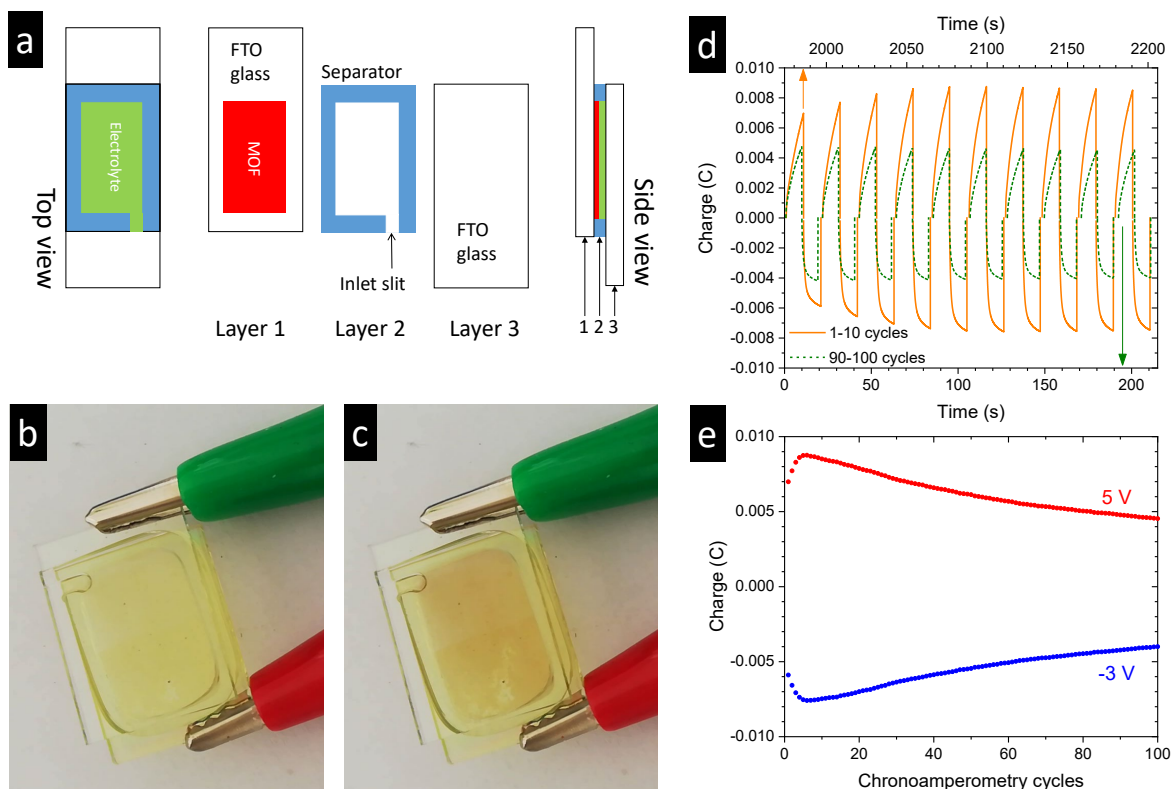 a
Top view
Electrolyte
FTO
glass
MOF
Layer 1
Separator
Inlet slit
Layer 2
FTO
glass
Layer 3
Side view
1 2 3
b
c
d
Time (s)
2000 2050 2100 2150 2200
Charge (C)
0.010
0.008
0.006
0.004
0.002
0.000
-0.002
-0.004
-0.006
-0.008
-0.010
1-10 cycles
90-100 cycles
0 50 100 150 200
Time (s)
e
Charge (C)
0.010
0.005
0.000
-0.005
-0.010
5 V
-3 V
0 20 40 60 80 100
Chronoamperometry cycles